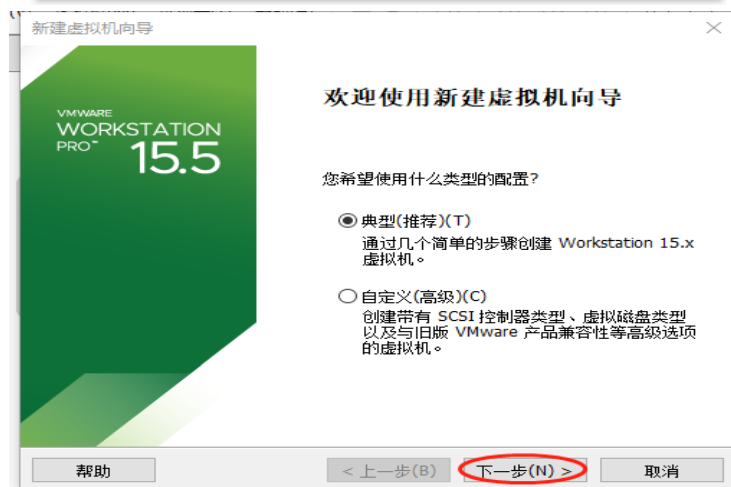 新建虚拟机向导
VMWARE
WORKSTATION
PRO™ 15.5
欢迎使用新建虚拟机向导
您希望使用什么类型的配置?
典型(推荐)(T)
通过几个简单的步骤创建 Workstation 15.x
虚拟机。
自定义(高级)(C)
创建带有 SCSI 控制器类型、虚拟磁盘类型
以及与旧版 VMware 产品兼容性等高级选项
的虚拟机。
帮助
< 上一步(B)
下一步(N) >
取消